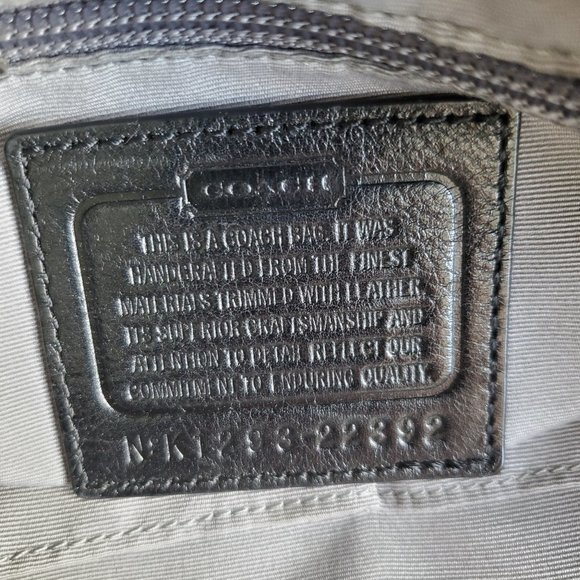 COACH
THIS IS A COACH BAG. IT WAS
HANDCRAFTED FROM THE FINEST
MATERIALS TRIMMED WITH LEATHER
ITS SUPERIOR CRAFTSMANSHIP AND
ATTENTION TO DETAIL REFLECT OUR
COMMITMENT TO ENDURING QUALITY.
Nº K1293-22392